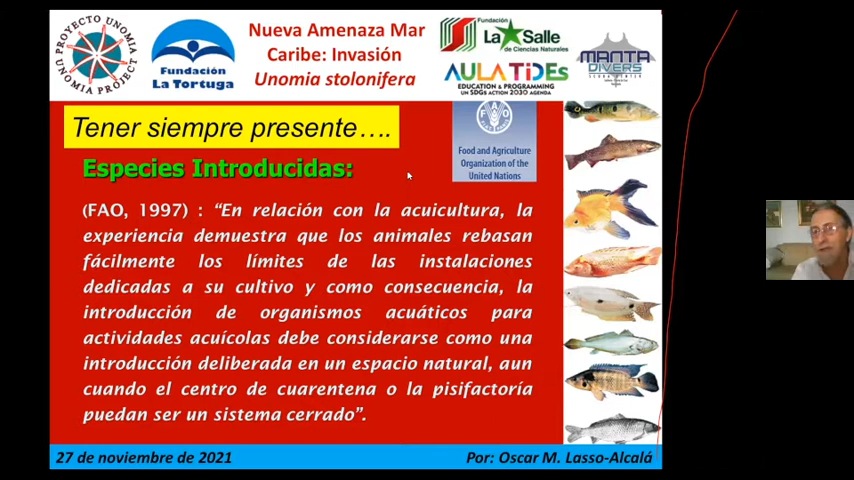 PROYECTO UNOMIA
UNOMIA PROJECT
Fundación
La Tortuga
Nueva Amenaza Mar
Caribe: Invasión
Unomia stolonifera
Fundación
La Salle
de Ciencias Naturales
AULATiDEs
EDUCATION & PROGRAMMING
UN SDGs ACTION 2030 AGENDA
MANTA
DIVERS
SCUBA CENTER
Tener siempre presente….
FAO
Food and Agriculture
Organization of the
United Nations
Especies Introducidas:
(FAO, 1997) : “En relación con la acuicultura, la
experiencia demuestra que los animales rebasan
fácilmente los límites de las instalaciones
dedicadas a su cultivo y como consecuencia, la
introducción de organismos acuáticos para
actividades acuícolas debe considerarse como una
introducción deliberada en un espacio natural, aun
cuando el centro de cuarentena o la pisifactoría
puedan ser un sistema cerrado”.
27 de noviembre de 2021
Por: Oscar M. Lasso-Alcalá